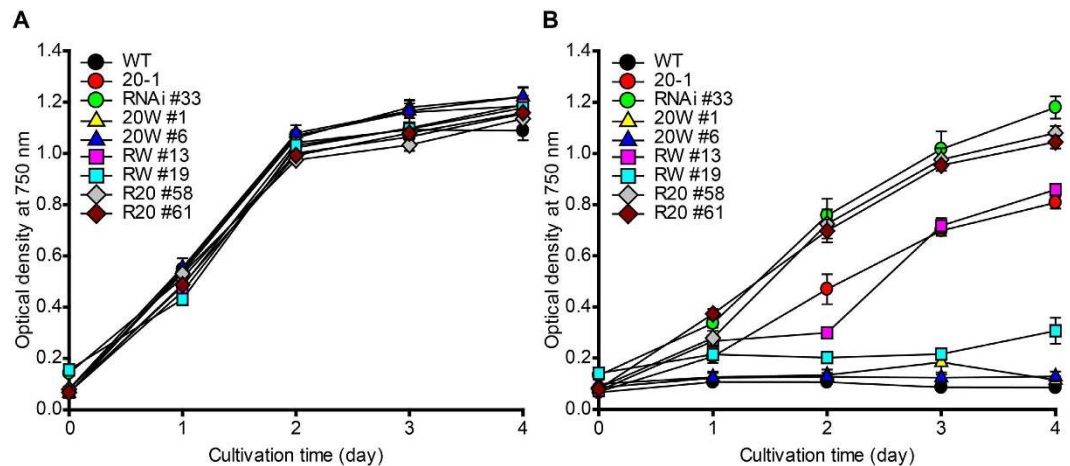 A
Optical density at 750 nm
1.4
1.2
1.0
0.8
0.6
0.4
0.2
0.0
WT
20-1
RNAi #33
20W #1
20W #6
RW #13
RW #19
R20 #58
R20 #61
0 1 2 3 4
Cultivation time (day)
B
Optical density at 750 nm
1.4
1.2
1.0
0.8
0.6
0.4
0.2
0.0
WT
20-1
RNAi #33
20W #1
20W #6
RW #13
RW #19
R20 #58
R20 #61
0 1 2 3 4
Cultivation time (day)